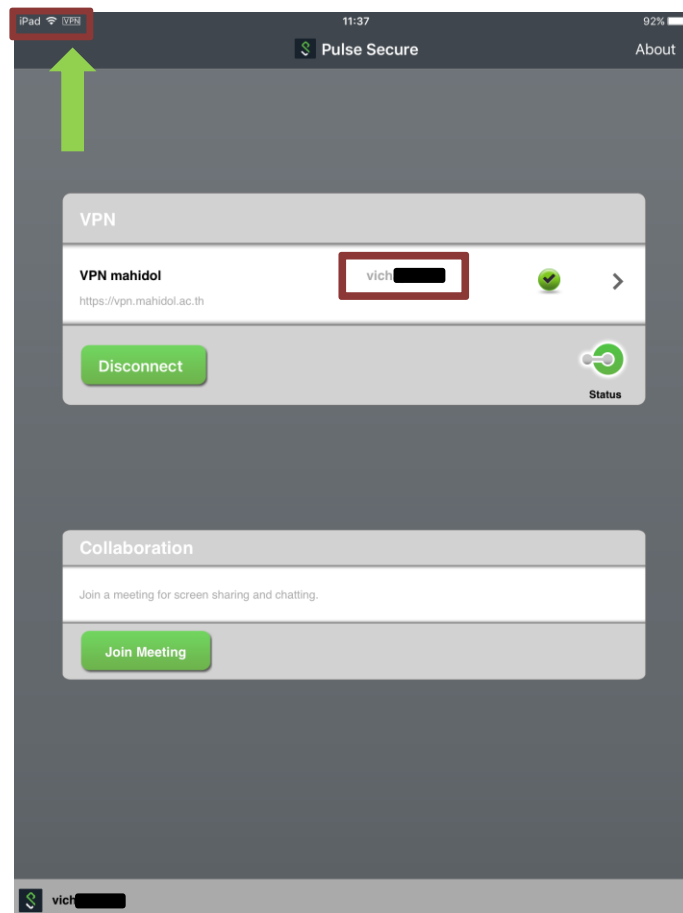 iPad VPN 11:37 92%
Pulse Secure About
VPN
VPN mahidol vich
https://vpn.mahidol.ac.th
Disconnect
Status
Collaboration
Join a meeting for screen sharing and chatting.
Join Meeting
vich